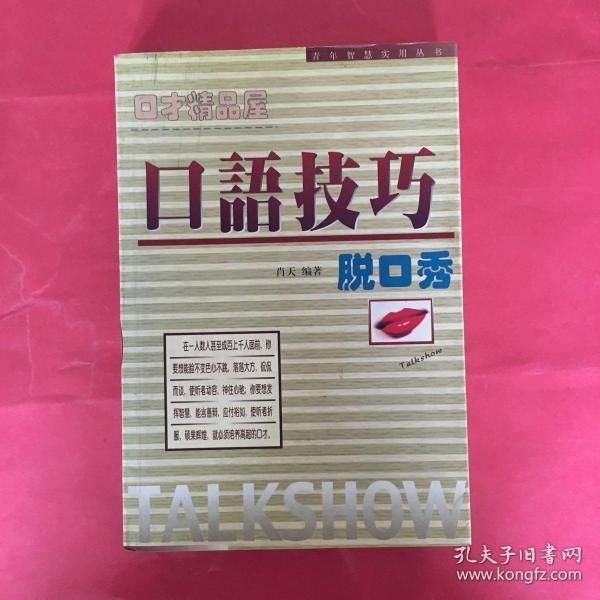 青年智慧实用丛书
口才精品屋
口語技巧
肖天 编著
脱口秀
Talkshow
在一人数人甚至成百上千人面前，你
要想能脸不变色心不跳，落落大方，侃侃
而谈，使听者动容，神往心驰；你要想发
挥智慧，能言善辩，应付裕如，使听者折
服，硕果辉煌，就必须培养高超的口才。
TALKSHOW
孔夫子旧书网
www.kongfz.com